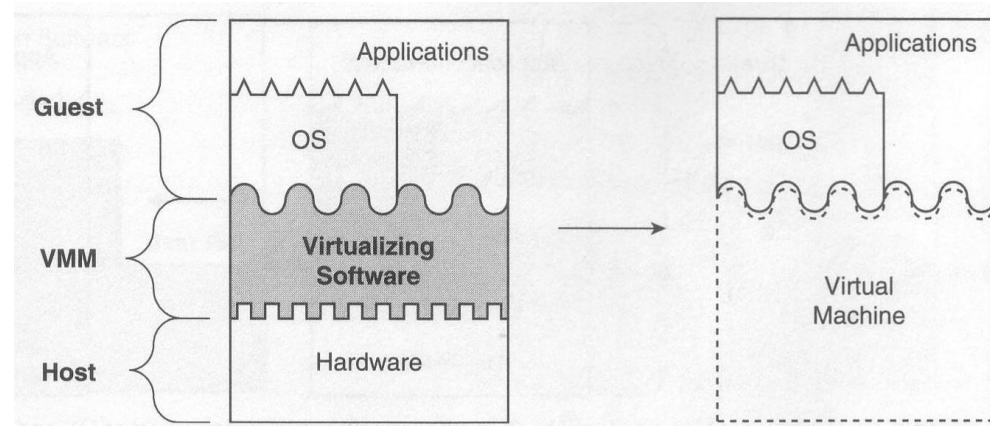 Applications
Guest
OS
VMM
Virtualizing
Software
Host
Hardware
Applications
OS
Virtual
Machine